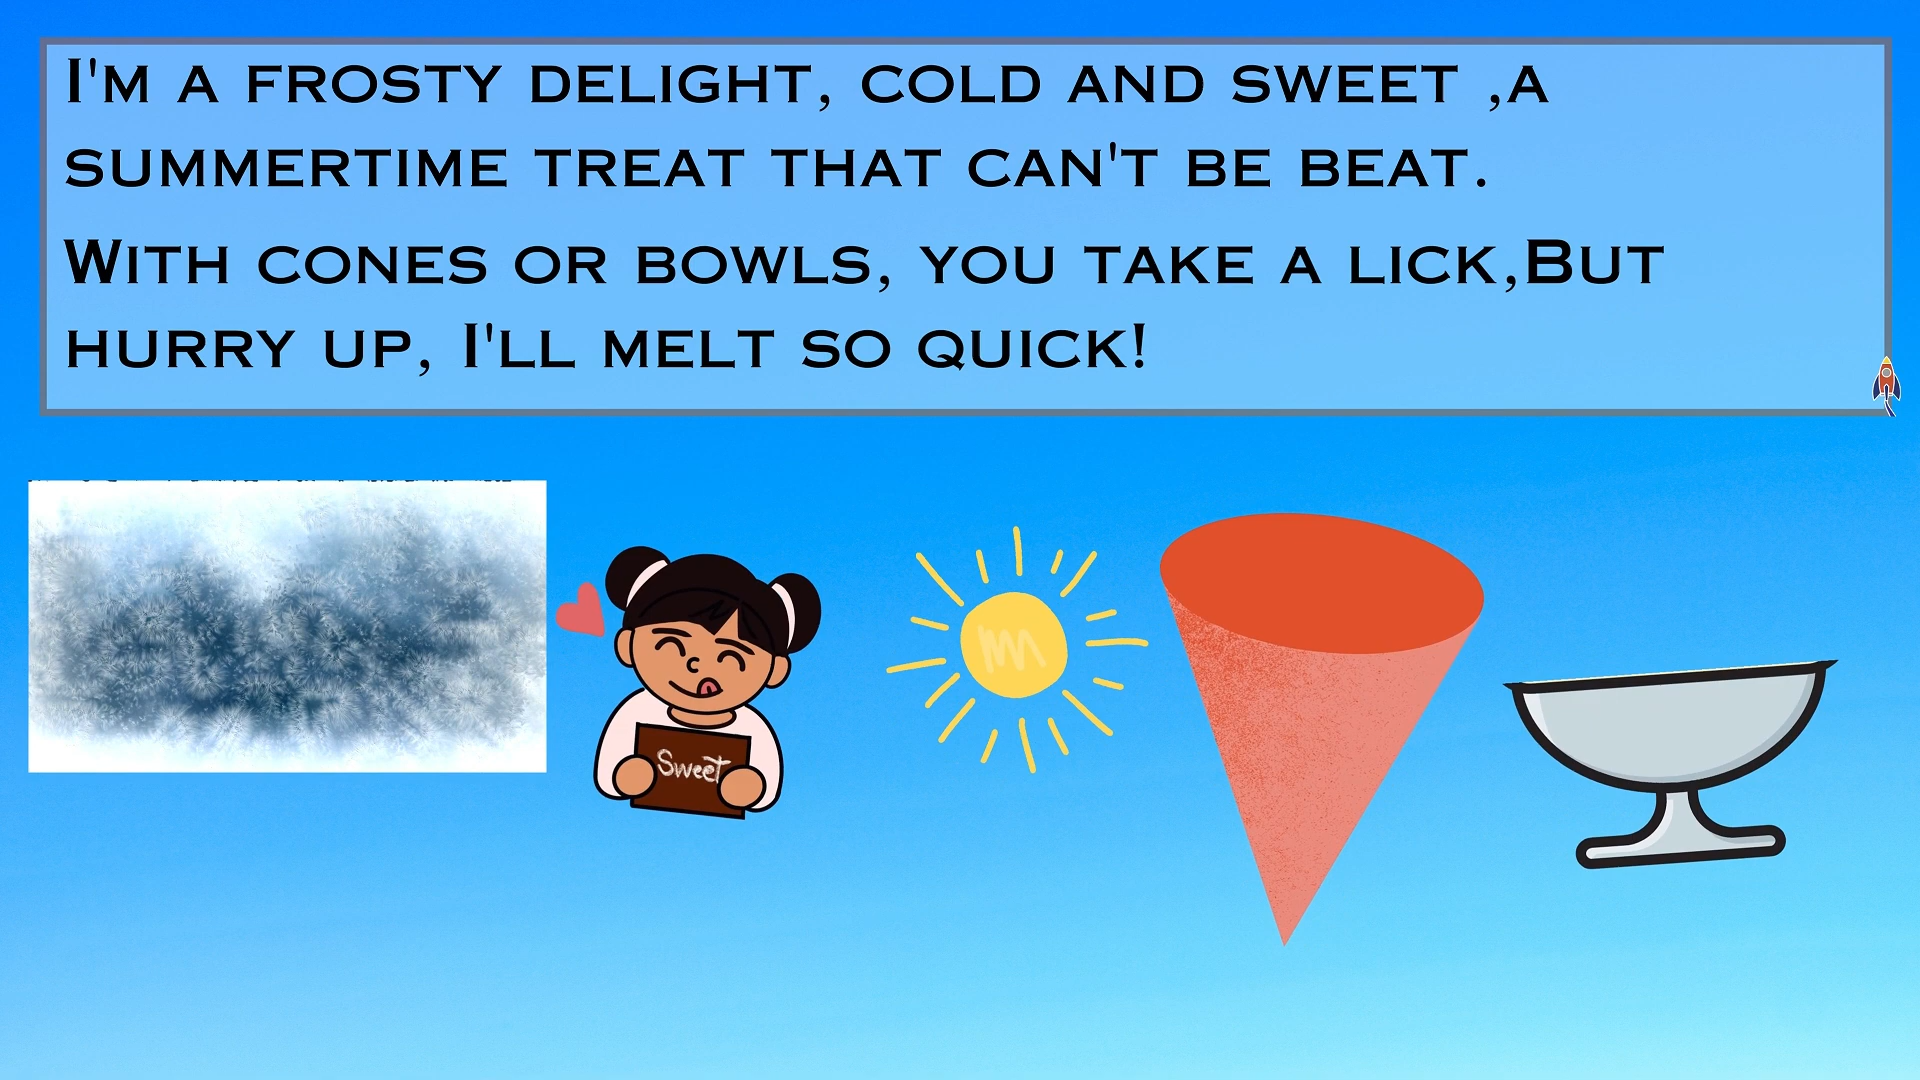 I'm a frosty delight, cold and sweet ,a
summertime treat that can't be beat.
With cones or bowls, you take a lick,But
hurry up, I'll melt so quick!
Sweet